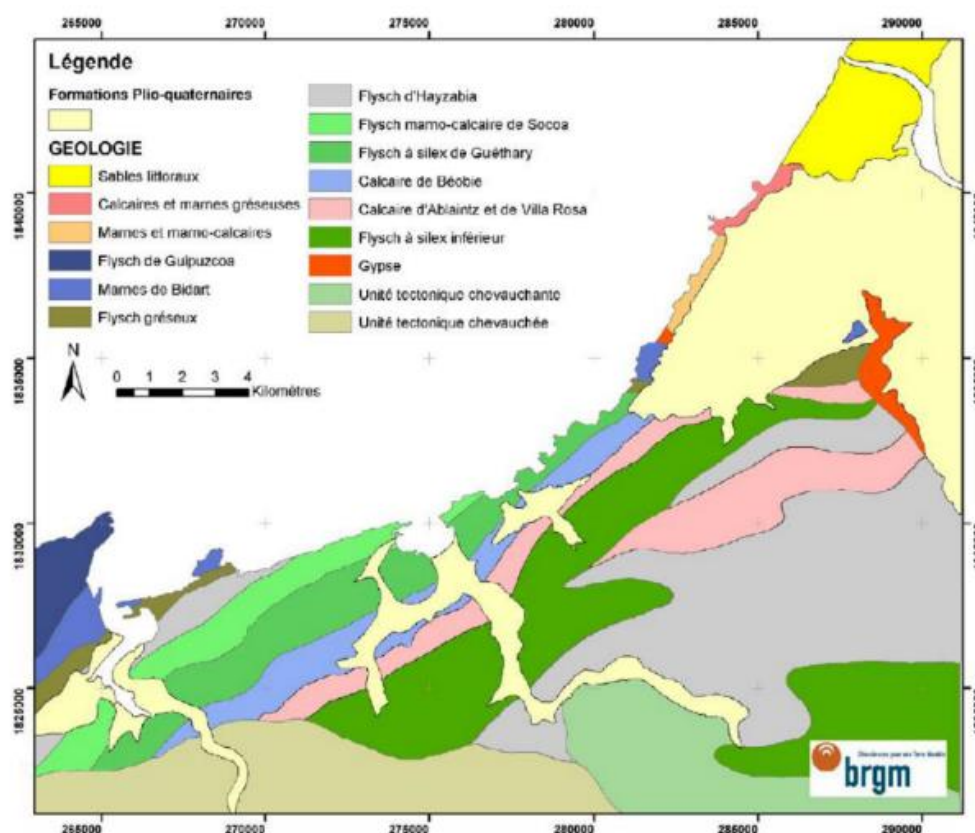 265000 270000 275000 280000 285000 290000
Légende
Formations Plio-quaternaires
GEOLOGIE
Sables littoraux
Calcaires et marnes gréseuses
Marnes et marno-calcaires
Flysch de Guipuzcoa
Marnes de Bidart
Flysch gréseux
Flysch d'Hayzabia
Flysch marno-calcaire de Socoa
Flysch à silex de Guéthary
Calcaire de Béobie
Calcaire d'Ablaintz et de Villa Rosa
Flysch à silex inférieur
Gypse
Unité tectonique chevauchante
Unité tectonique chevauchée
N
0 1 2 3 4
Kilométres
1840000
1835000
1830000
1825000
brgm
265000 270000 275000 280000 285000 290000